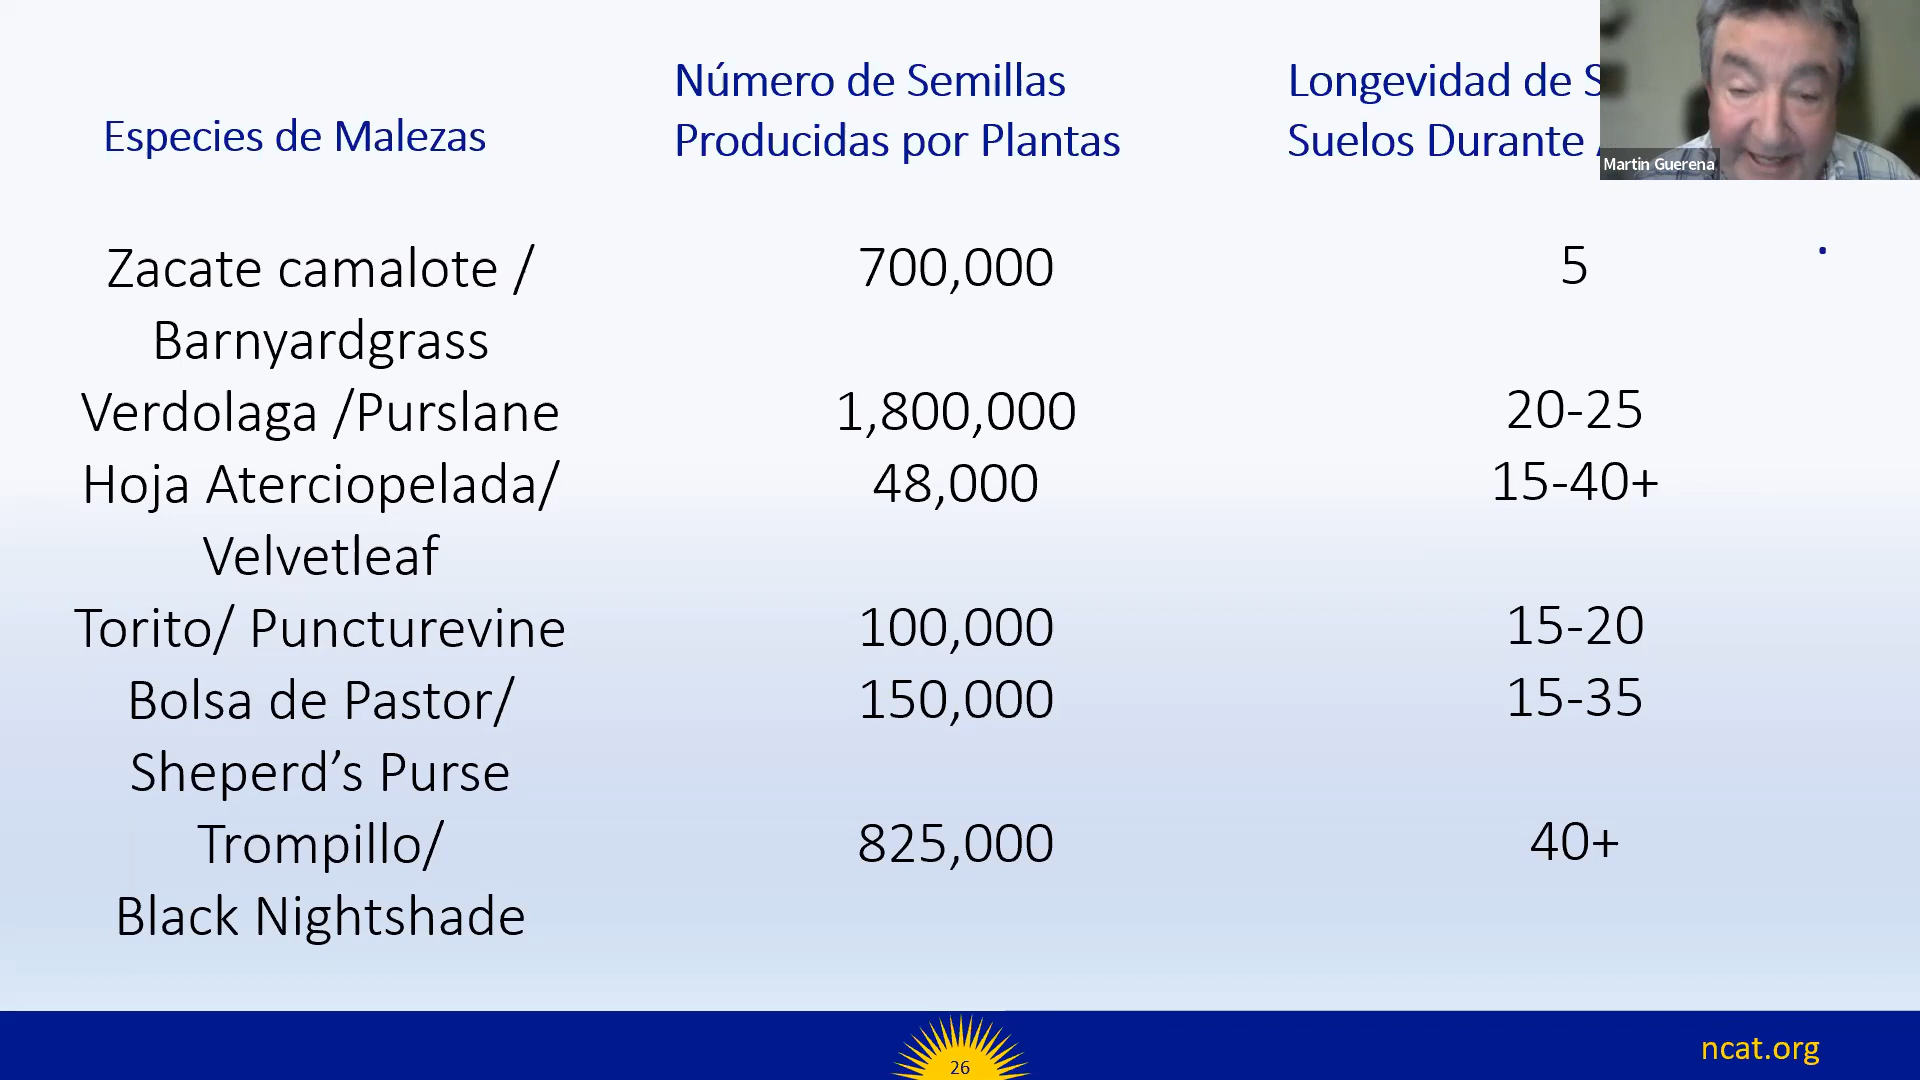 Número de Semillas
Producidas por Plantas
Longevidad de
Suelos Durante
Especies de Malezas
Martin Guerena
Zacate camalote / 700,000 5
Barnyardgrass
Verdolaga /Purslane 1,800,000 20-25
Hoja Aterciopelada/ 48,000 15-40+
Velvetleaf
Torito/ Puncturevine 100,000 15-20
Bolsa de Pastor/ 150,000 15-35
Sheperd’s Purse
Trompillo/ 825,000 40+
Black Nightshade
26
ncat.org